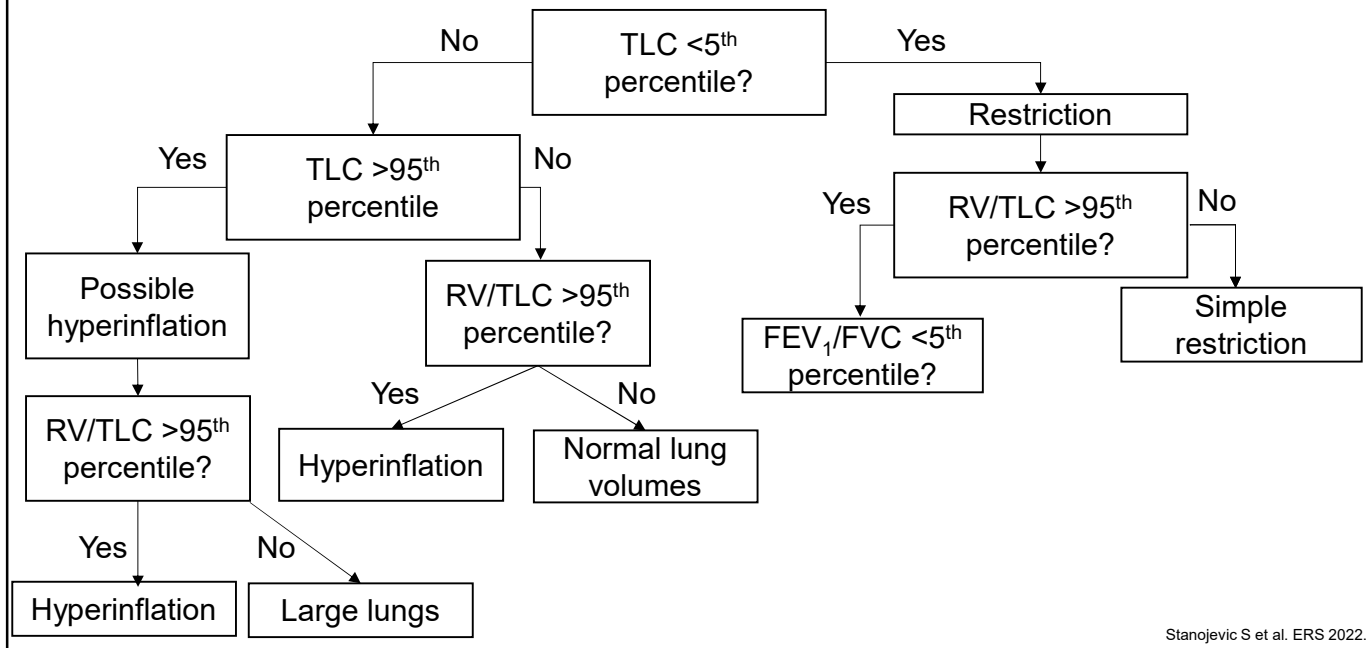 TLC <5th
percentile?
No
Yes
Restriction
TLC >95th
percentile
Yes
No
RV/TLC >95th
percentile?
Yes
No
Possible
hyperinflation
RV/TLC >95th
percentile?
Simple
restriction
FEV₁/FVC <5th
percentile?
Yes
No
RV/TLC >95th
percentile?
Hyperinflation
Normal lung
volumes
Yes
No
Hyperinflation
Large lungs
Stanojevic S et al. ERS 2022.